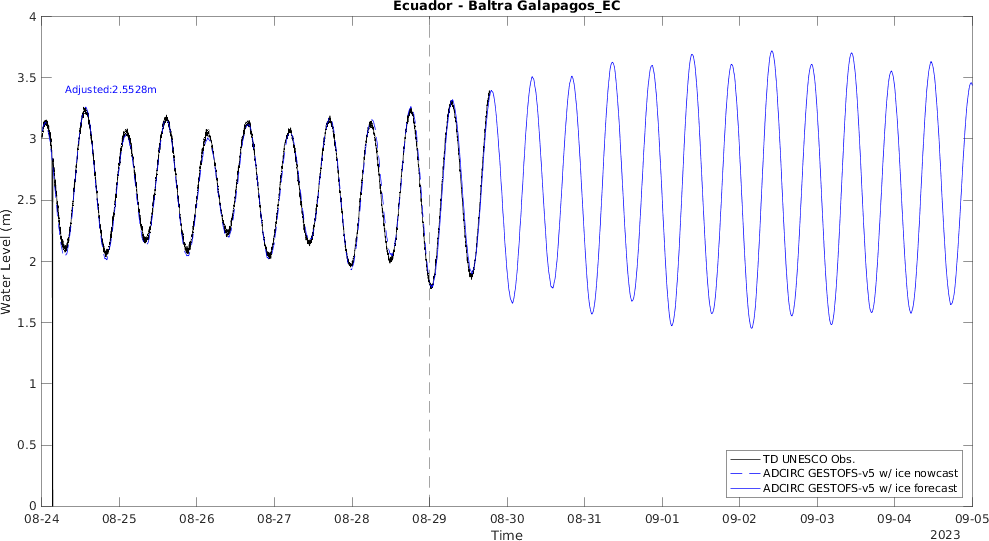 Ecuador - Baltra Galapagos_EC
4
3.5
3
2.5
2
1.5
1
0.5
0
Water Level (m)
Adjusted:2.5528m
TD UNESCO Obs.
ADCIRC GESTOFS-v5 w/ ice nowcast
ADCIRC GESTOFS-v5 w/ ice forecast
08-24 08-25 08-26 08-27 08-28 08-29 08-30 08-31 09-01 09-02 09-03 09-04 09-05
Time
2023